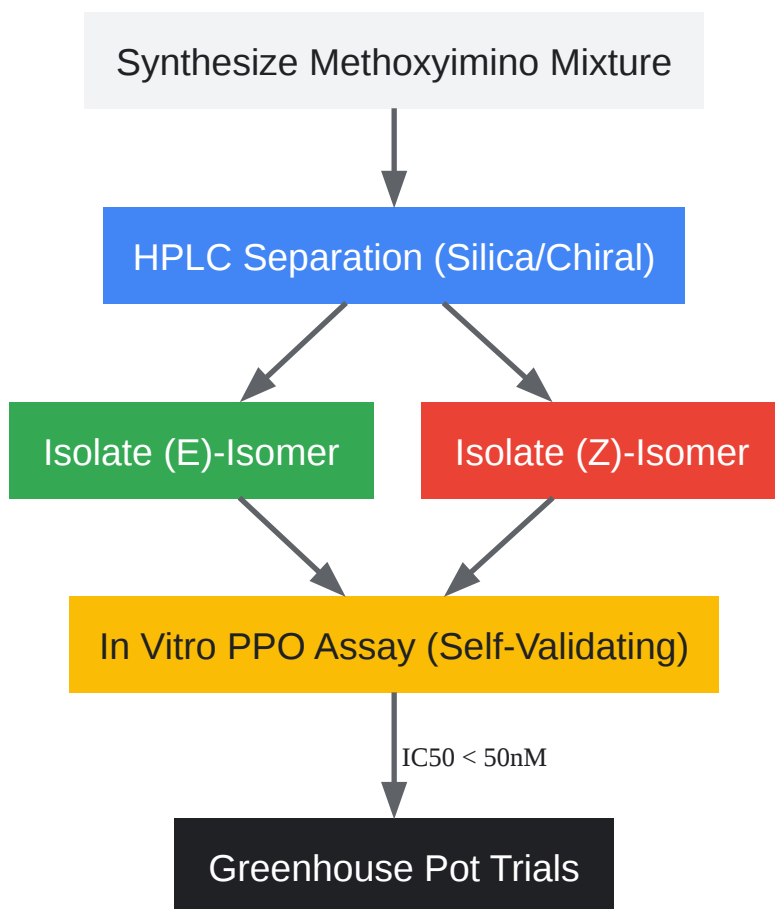 Synthesize Methoxyimino Mixture
HPLC Separation (Silica/Chiral)
Isolate (E)-Isomer
Isolate (Z)-Isomer
In Vitro PPO Assay (Self-Validating)
IC50 < 50nM
Greenhouse Pot Trials